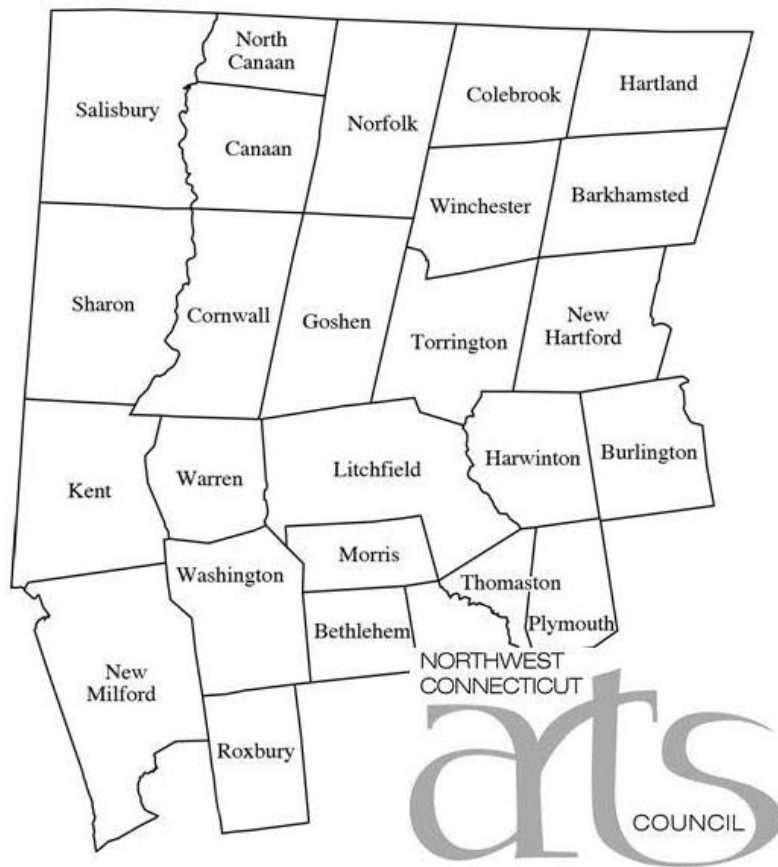 North
Canaan
Salisbury
Canaan
Norfolk
Colebrook
Hartland
Winchester
Barkhamsted
Sharon
Cornwall
Goshen
Torrington
New
Hartford
Kent
Warren
Litchfield
Harwinton
Burlington
Washington
Morris
Thomaston
Bethlehem
Plymouth
New
Milford
Roxbury
NORTHWEST
CONNECTICUT
arts
COUNCIL